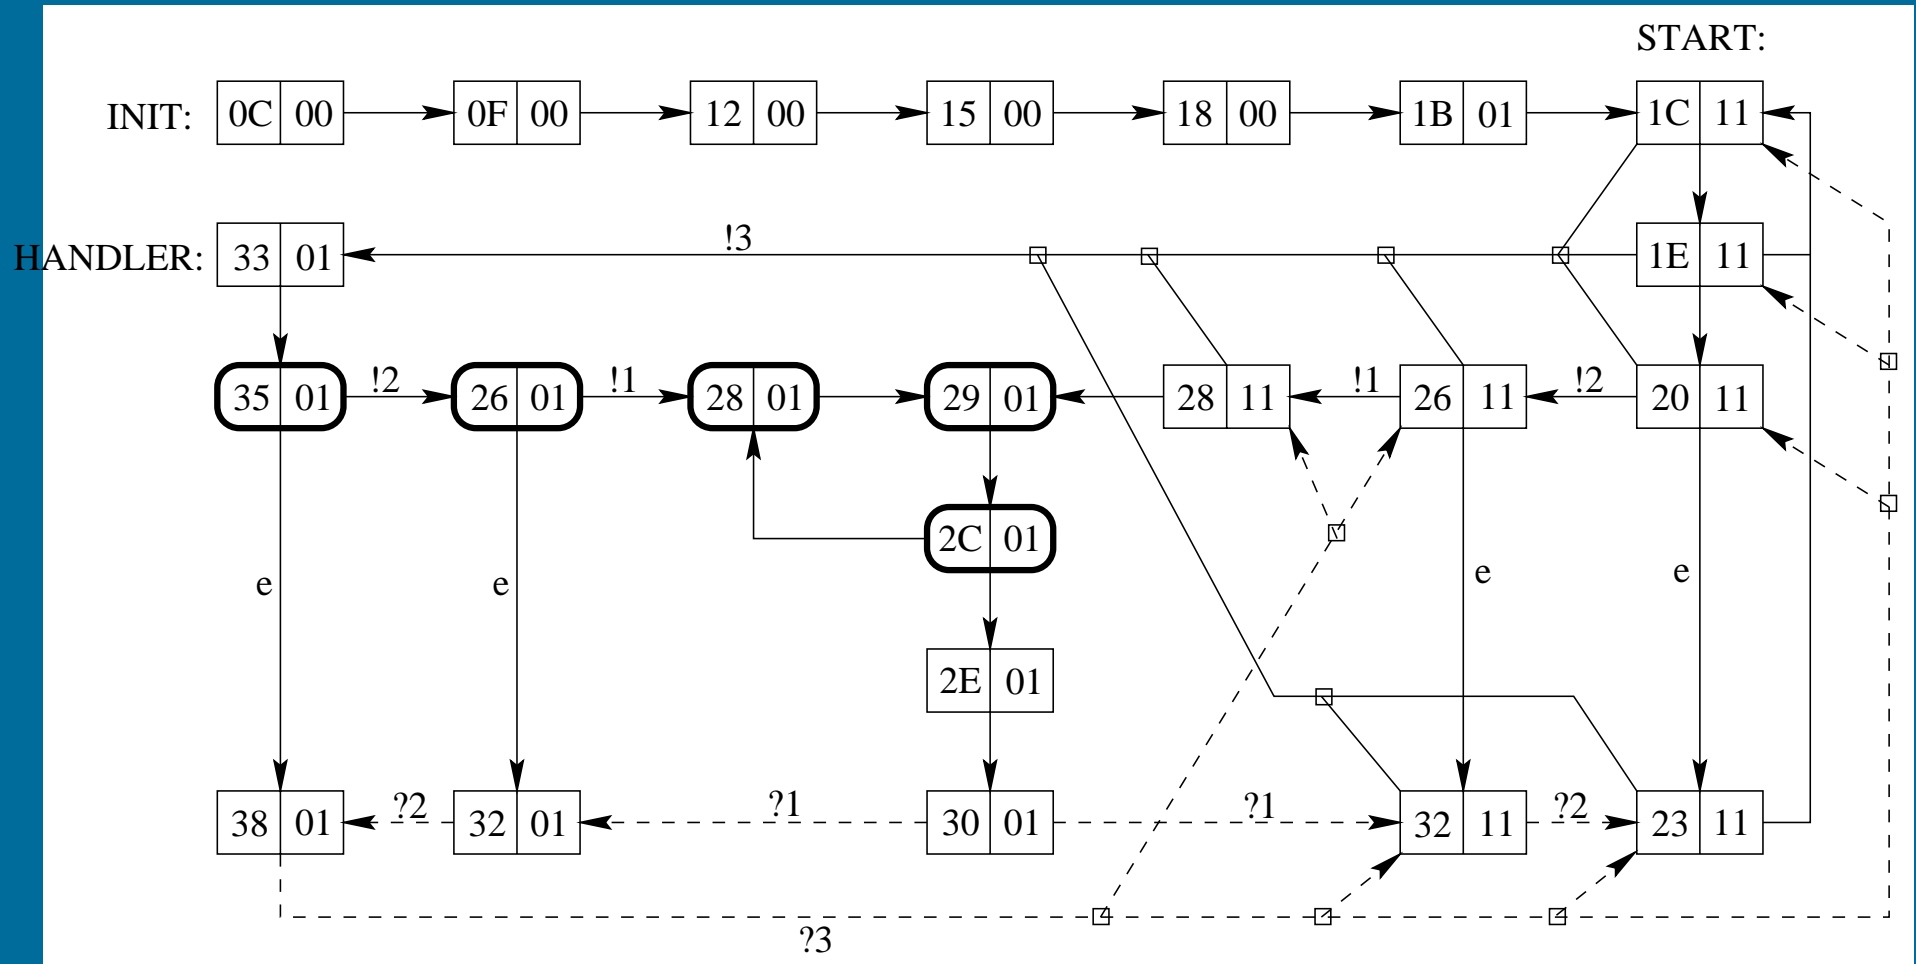 START:
INIT: 0C 00 0F 00 12 00 15 00 18 00 1B 01 1C 11
!3
HANDLER: 33 01 1E 11
!2 !1 !1 !2
35 01 26 01 28 01 29 01 28 11 26 11 20 11
2C 01
e e e e
2E 01
?2 ?1 ?1 ?2
38 01 32 01 30 01 32 11 23 11
?3